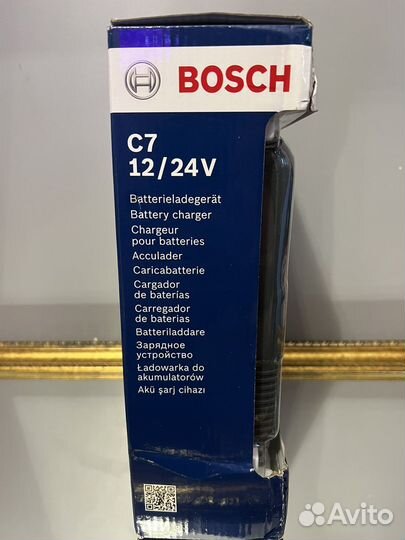 BOSCH
C7
12/24V
Batterieladegerät
Battery charger
Chargeur
pour batteries
Acculader
Caricabatterie
Cargador
de baterias
Carregador
de baterias
Batteriladdare
Зарядное
устройство
Ładowarka do
akumulatorów
Akü şarj cihazı
Avito